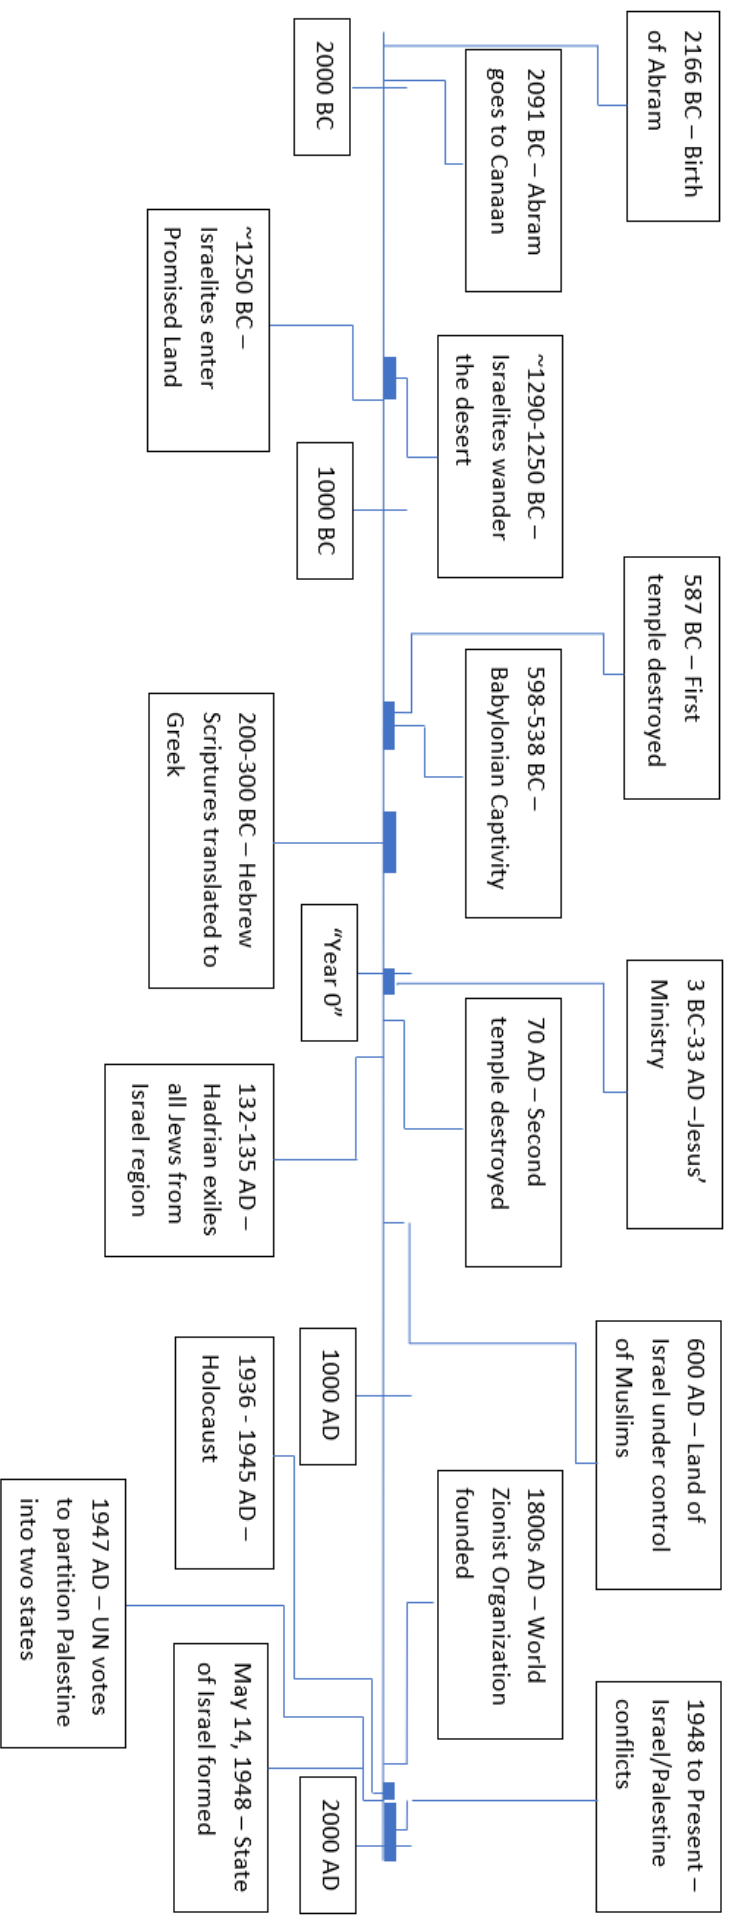 2166 BC – Birth
of Abram
2091 BC – Abram
goes to Canaan
2000 BC
~1290-1250 BC –
Israelites wander
the desert
~1250 BC –
Israelites enter
Promised Land
1000 BC
587 BC – First
temple destroyed
598-538 BC –
Babylonian Captivity
200-300 BC – Hebrew
Scriptures translated to
Greek
"Year 0"
3 BC-33 AD –Jesus'
Ministry
70 AD – Second
temple destroyed
132-135 AD –
Hadrian exiles
all Jews from
Israel region
600 AD – Land of
Israel under control
of Muslims
1000 AD
1800s AD – World
Zionist Organization
founded
1936 - 1945 AD –
Holocaust
1947 AD – UN votes
to partition Palestine
into two states
May 14, 1948 – State
of Israel formed
1948 to Present –
Israel/Palestine
conflicts
2000 AD